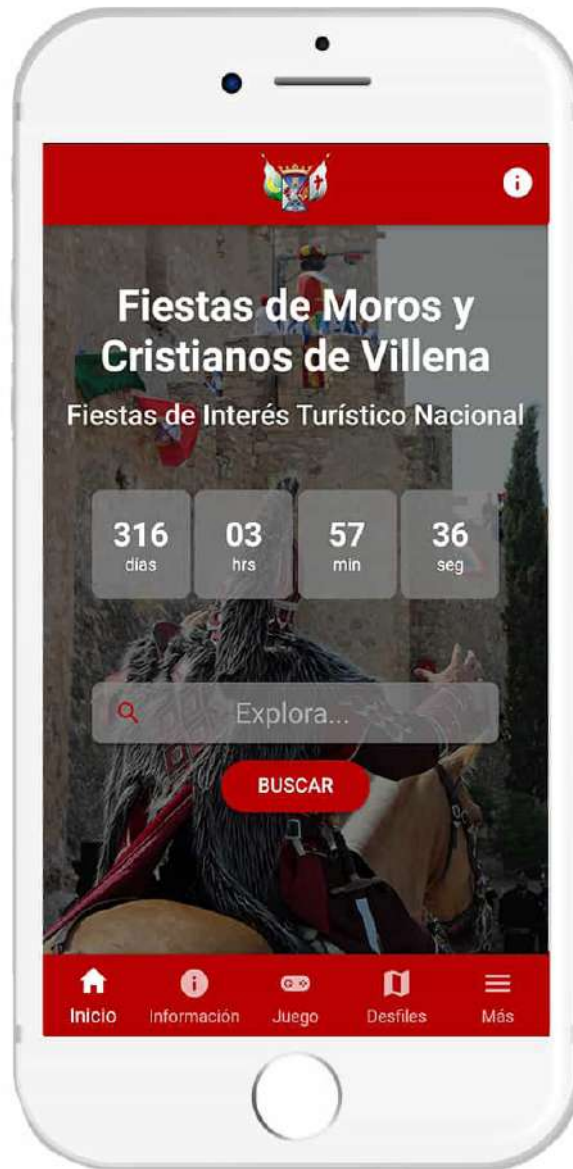 Fiestas de Moros y
Cristianos de Villena
Fiestas de Interés Turístico Nacional
316 03 57 36
días hrs min seg
Explora...
BUSCAR
Inicio Información Juego Desfiles Más